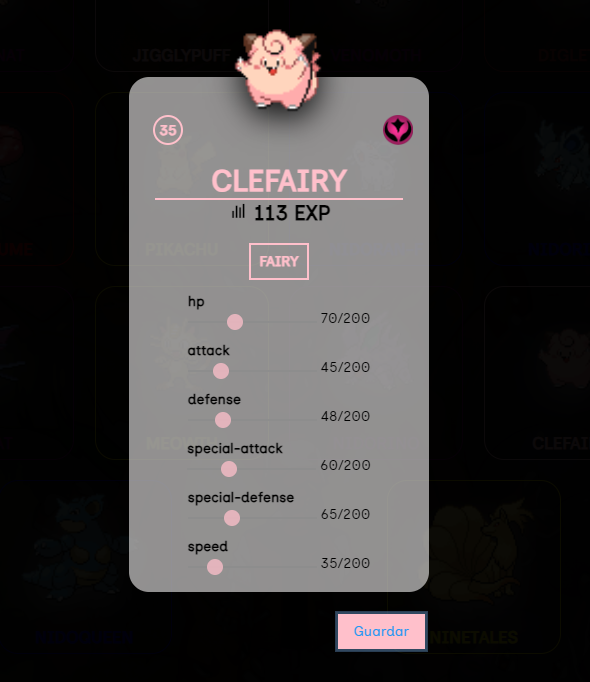 JIGGLYPUFF
35
CLEFAIRY
113 EXP
PIKACHU
FAIRY
hp
70/200
attack
45/200
defense
48/200
special-attack
60/200
special-defense
65/200
speed
35/200
Guardar
NINETALES